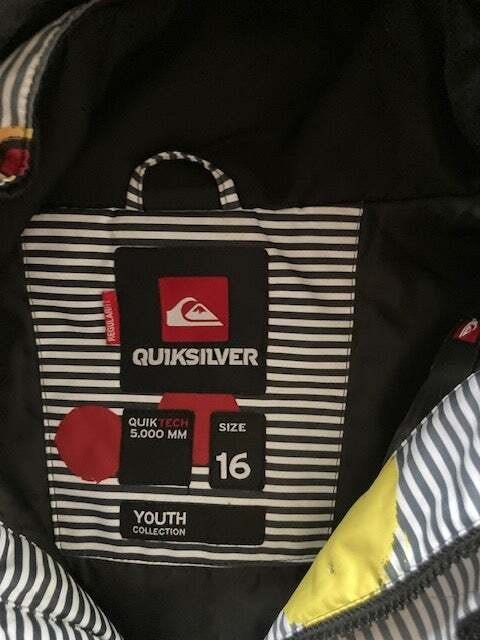 QUIKSILVER
REGULAR FIT
QUIKTECH
5.000 MM
SIZE
16
YOUTH
COLLECTION